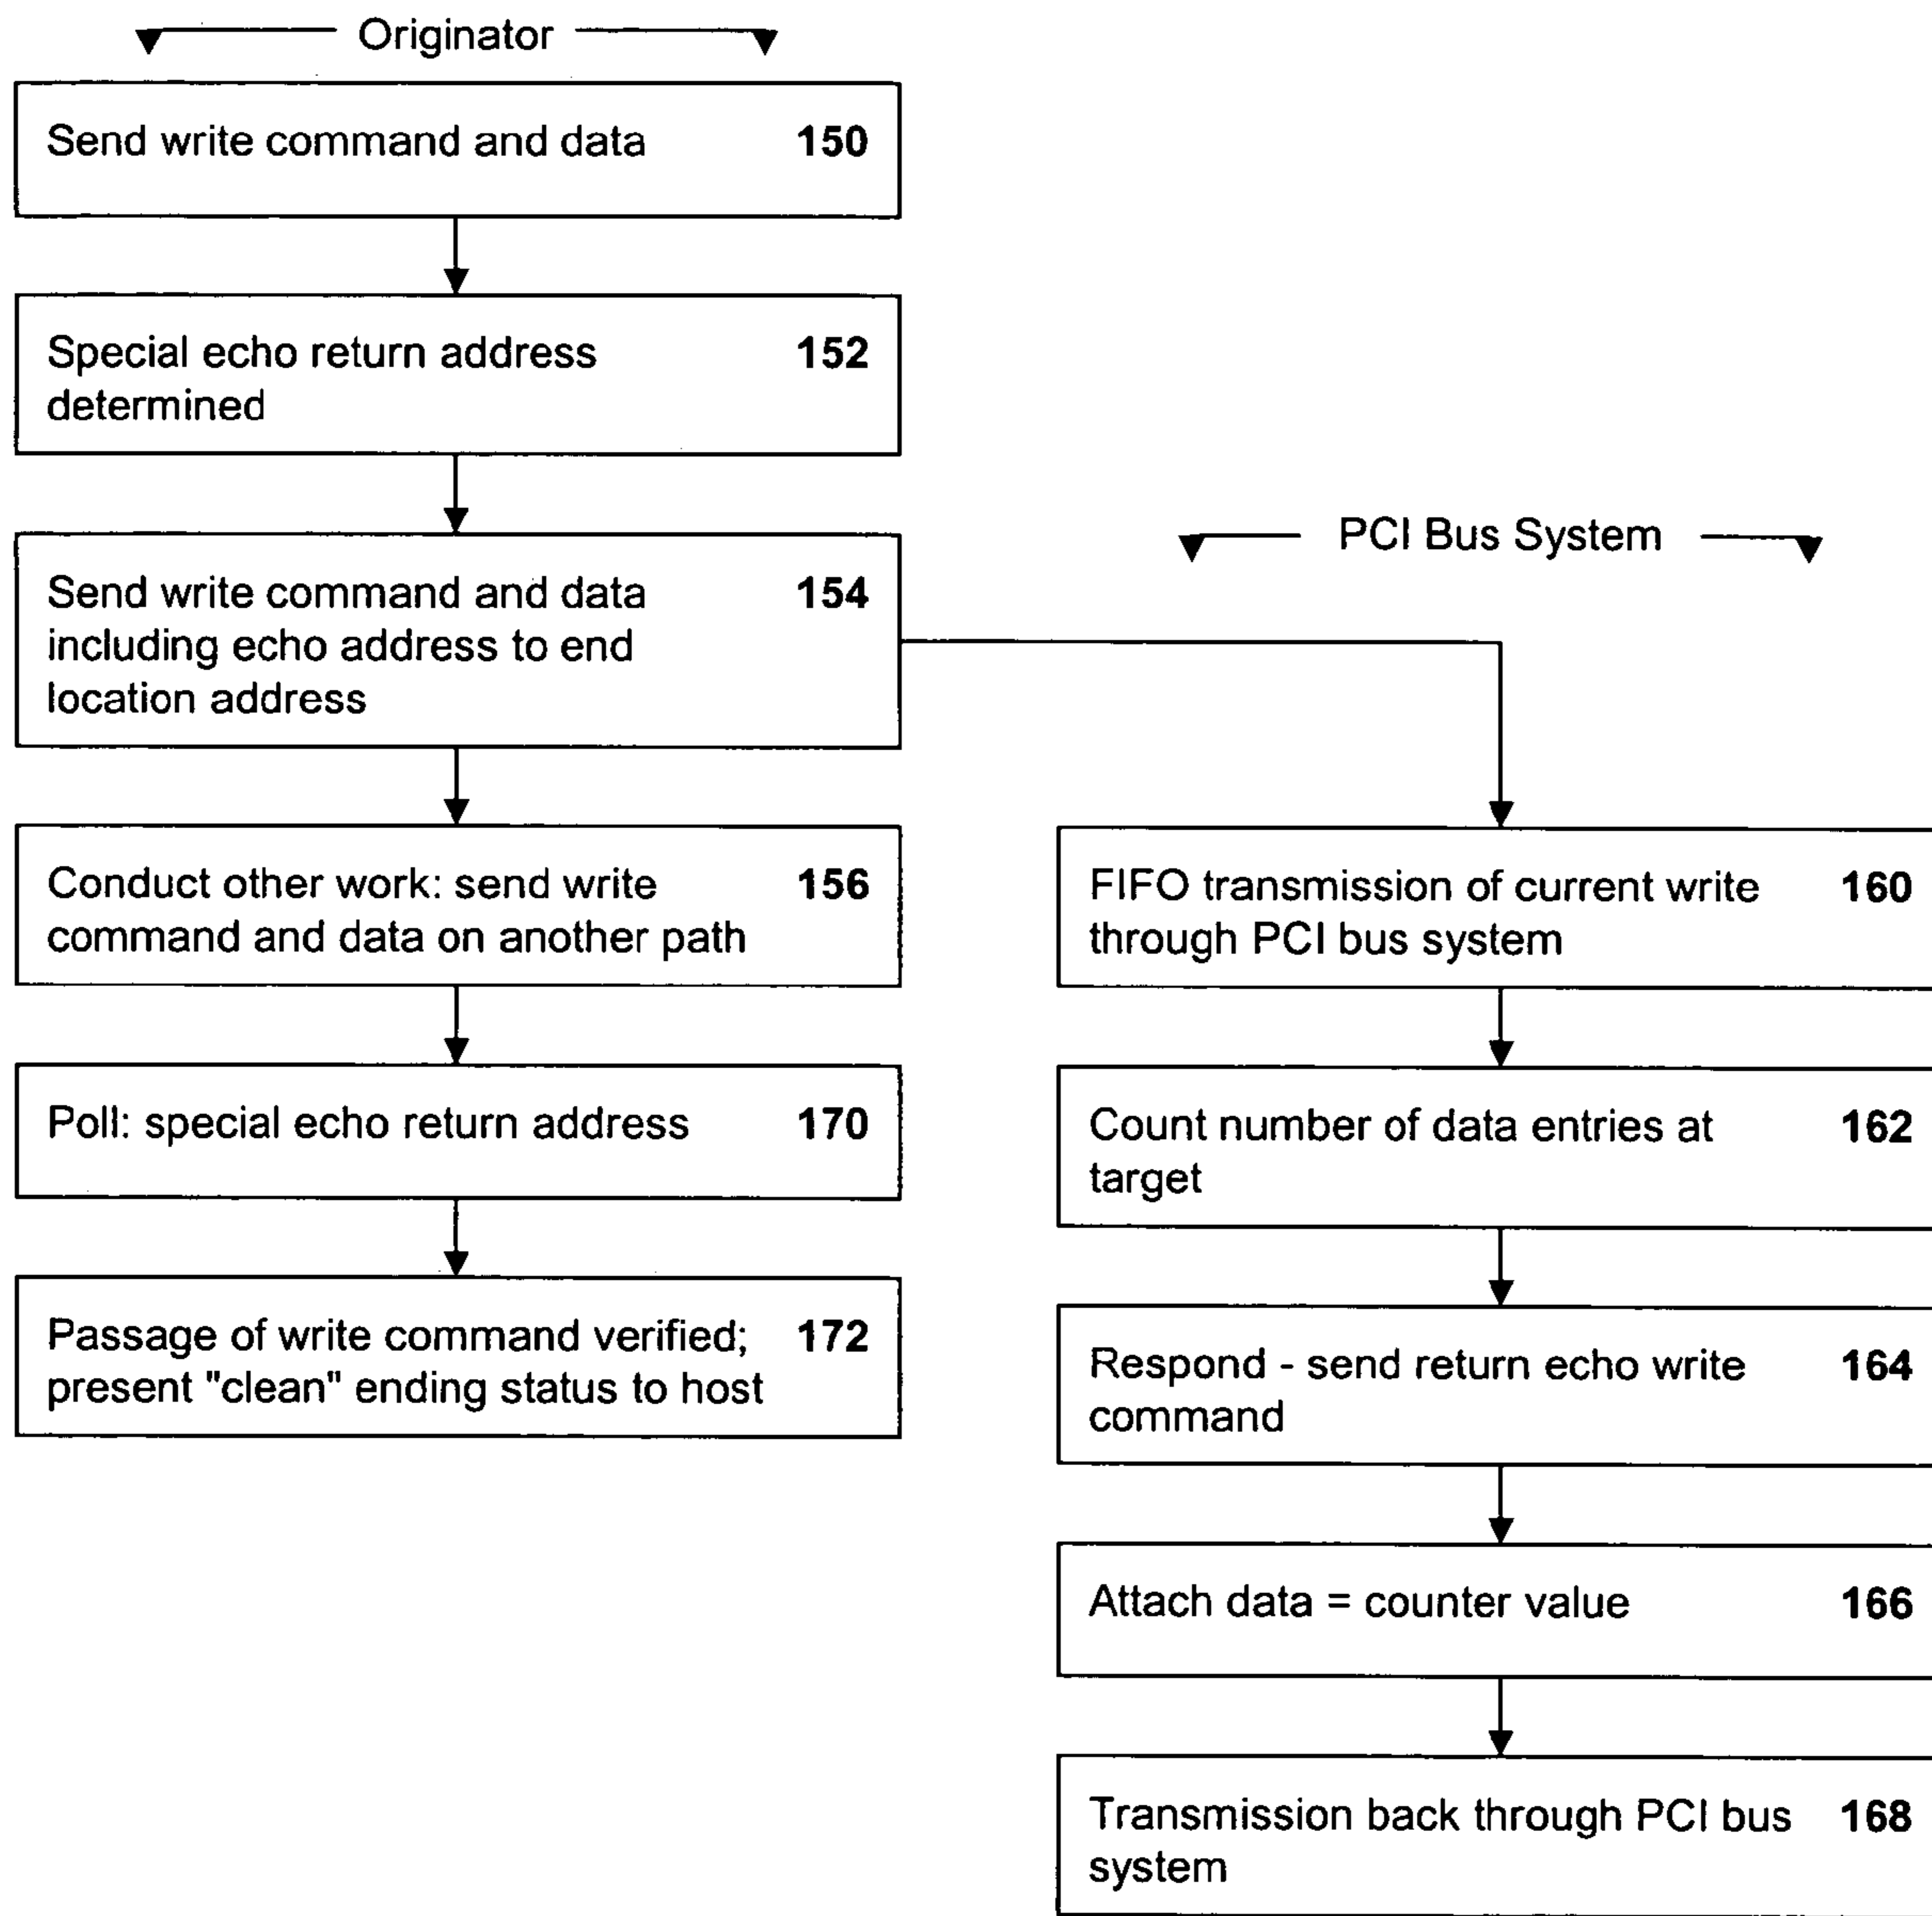 Originator
Send write command and data 150
Special echo return address 152
determined
Send write command and data 154
including echo address to end
location address
Conduct other work: send write 156
command and data on another path
Poll: special echo return address 170
Passage of write command verified; 172
present "clean" ending status to host
PCI Bus System
FIFO transmission of current write 160
through PCI bus system
Count number of data entries at 162
target
Respond - send return echo write 164
command
Attach data = counter value 166
Transmission back through PCI bus 168
system